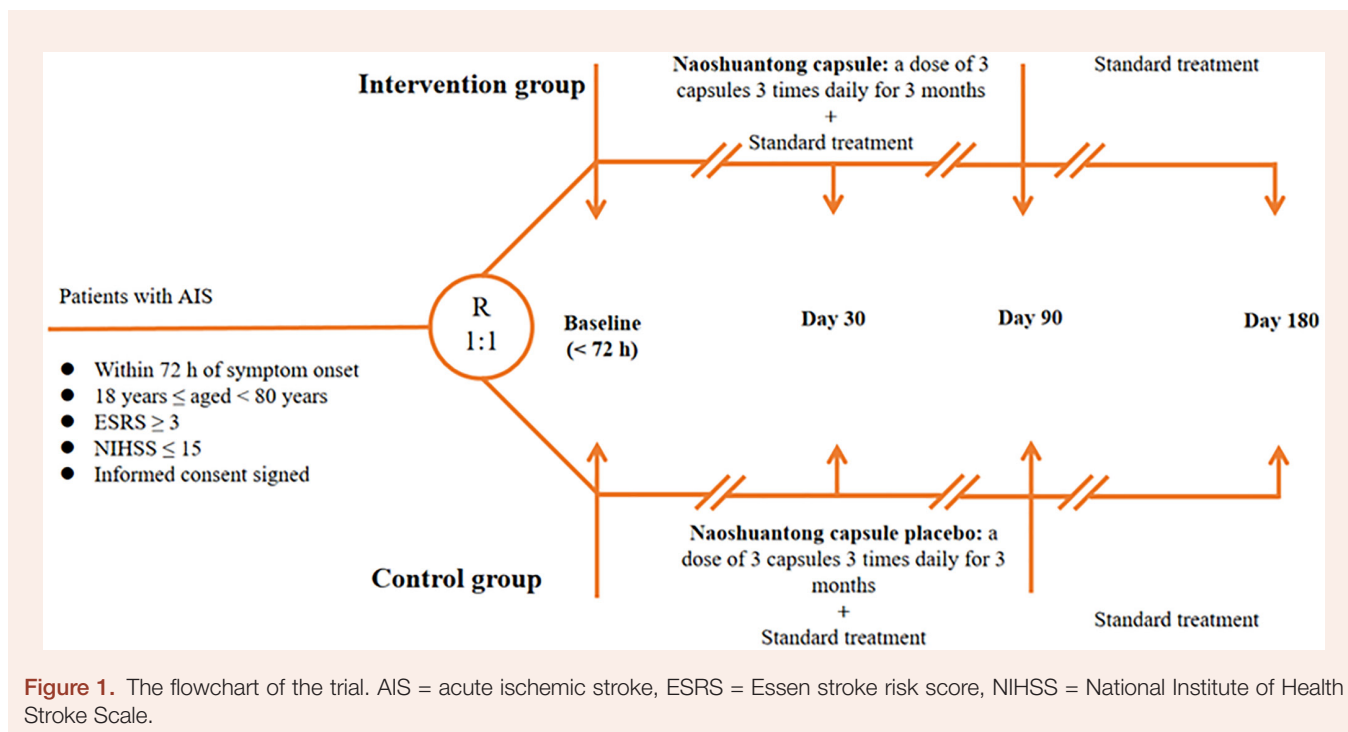 Intervention group
Naoshuantong capsule: a dose of 3
capsules 3 times daily for 3 months
+
Standard treatment
Standard treatment
Patients with AIS
● Within 72 h of symptom onset
● 18 years ≤ aged < 80 years
● ESRS ≥ 3
● NIHSS ≤ 15
● Informed consent signed
R
1:1
Baseline
(< 72 h)
Day 30
Day 90
Day 180
Control group
Naoshuantong capsule placebo: a
dose of 3 capsules 3 times daily for 3
months
+
Standard treatment
Standard treatment
Figure 1. The flowchart of the trial. AIS = acute ischemic stroke, ESRS = Essen stroke risk score, NIHSS = National Institute of Health
Stroke Scale.